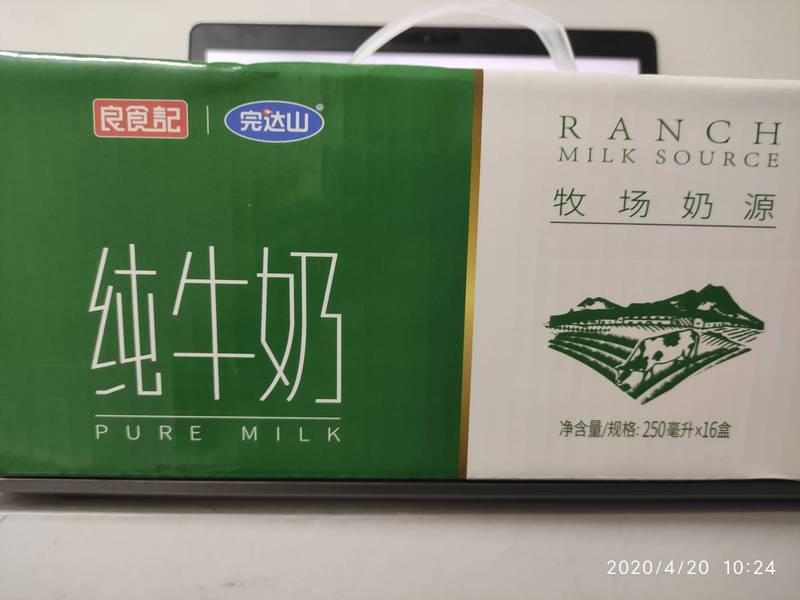 良食記 | 完达山®
纯牛奶
PURE MILK
RANCH
MILK SOURCE
牧场奶源
净含量/规格: 250毫升x16盒
2020/4/20 10:24